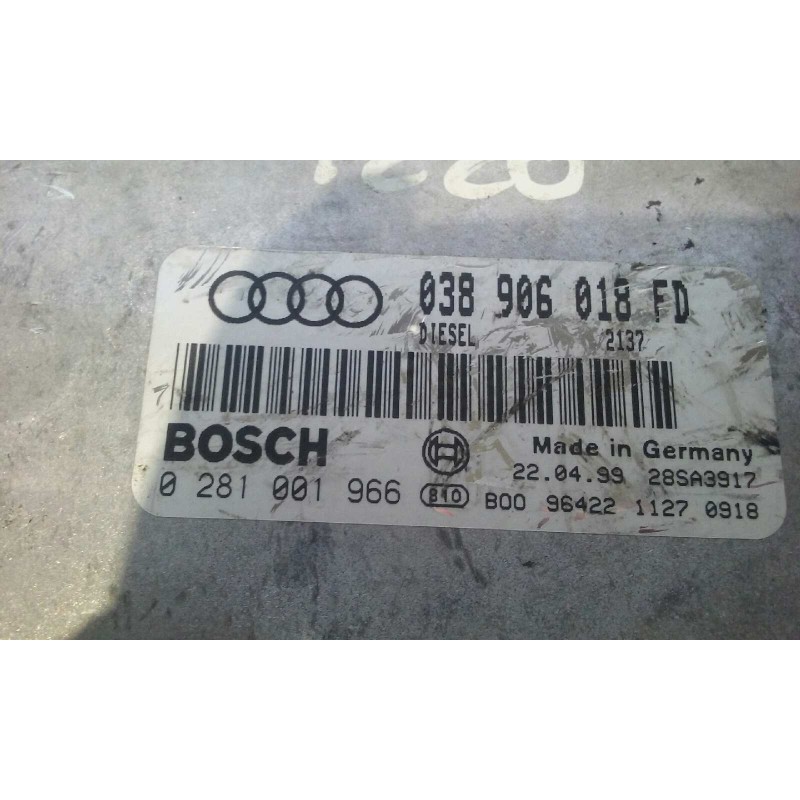 038 906 018 FD
DIESEL 2137
BOSCH
Made in Germany
22.04.99 28SA3917
0 281 001 966 810 B00 96422 1127 0918